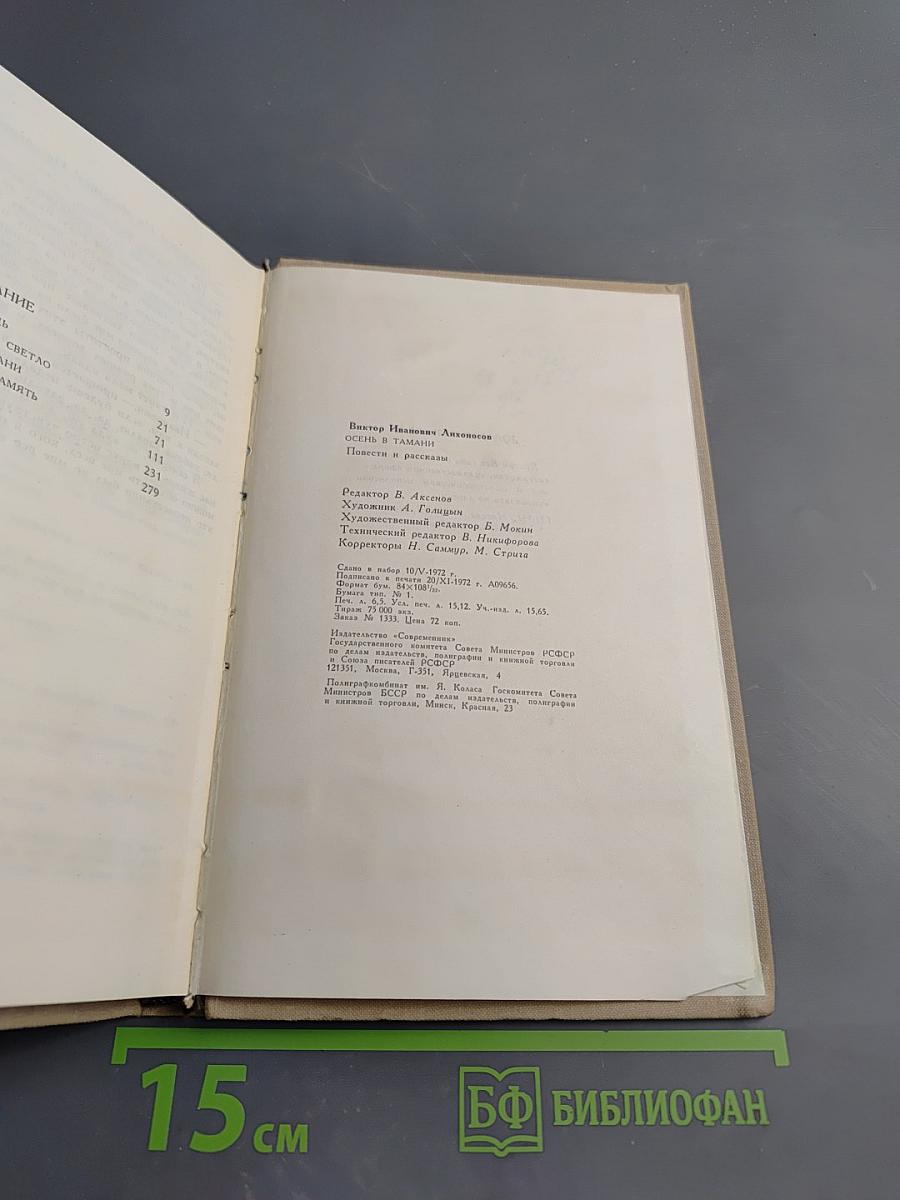 АНИЕ
СВЕТЛО
АНИ
АМЯТЬ
9
21
71
111
231
279
Виктор Иванович Лихоносов
ОСЕНЬ В ТАМАНИ
Повести и рассказы
Редактор В. Аксенов
Художник А. Голицын
Художественный редактор Б. Мокин
Технический редактор В. Никифорова
Корректоры Н. Саммур, М. Стрига
Сдано в набор 10/V-1972 г.
Подписано к печати 20/XI-1972 г. А09656.
Формат бум. 84×108¹/₃₂.
Бумага тип. № 1.
Печ. л. 6,5. Усл. печ. л. 15,12. Уч.-изд. л. 15,65.
Тираж 75 000 экз.
Заказ № 1333. Цена 72 коп.
Издательство «Современник»
Государственного комитета Совета Министров РСФСР
по делам издательств, полиграфии и книжной торговли
и Союза писателей РСФСР
121351, Москва, Г-351, Ярцевская, 4
Полиграфкомбинат им. Я. Коласа Госкомитета Совета
Министров БССР по делам издательств, полиграфии
и книжной торговли, Минск, Красная, 23
15 см
БФ БИБЛИОФАН